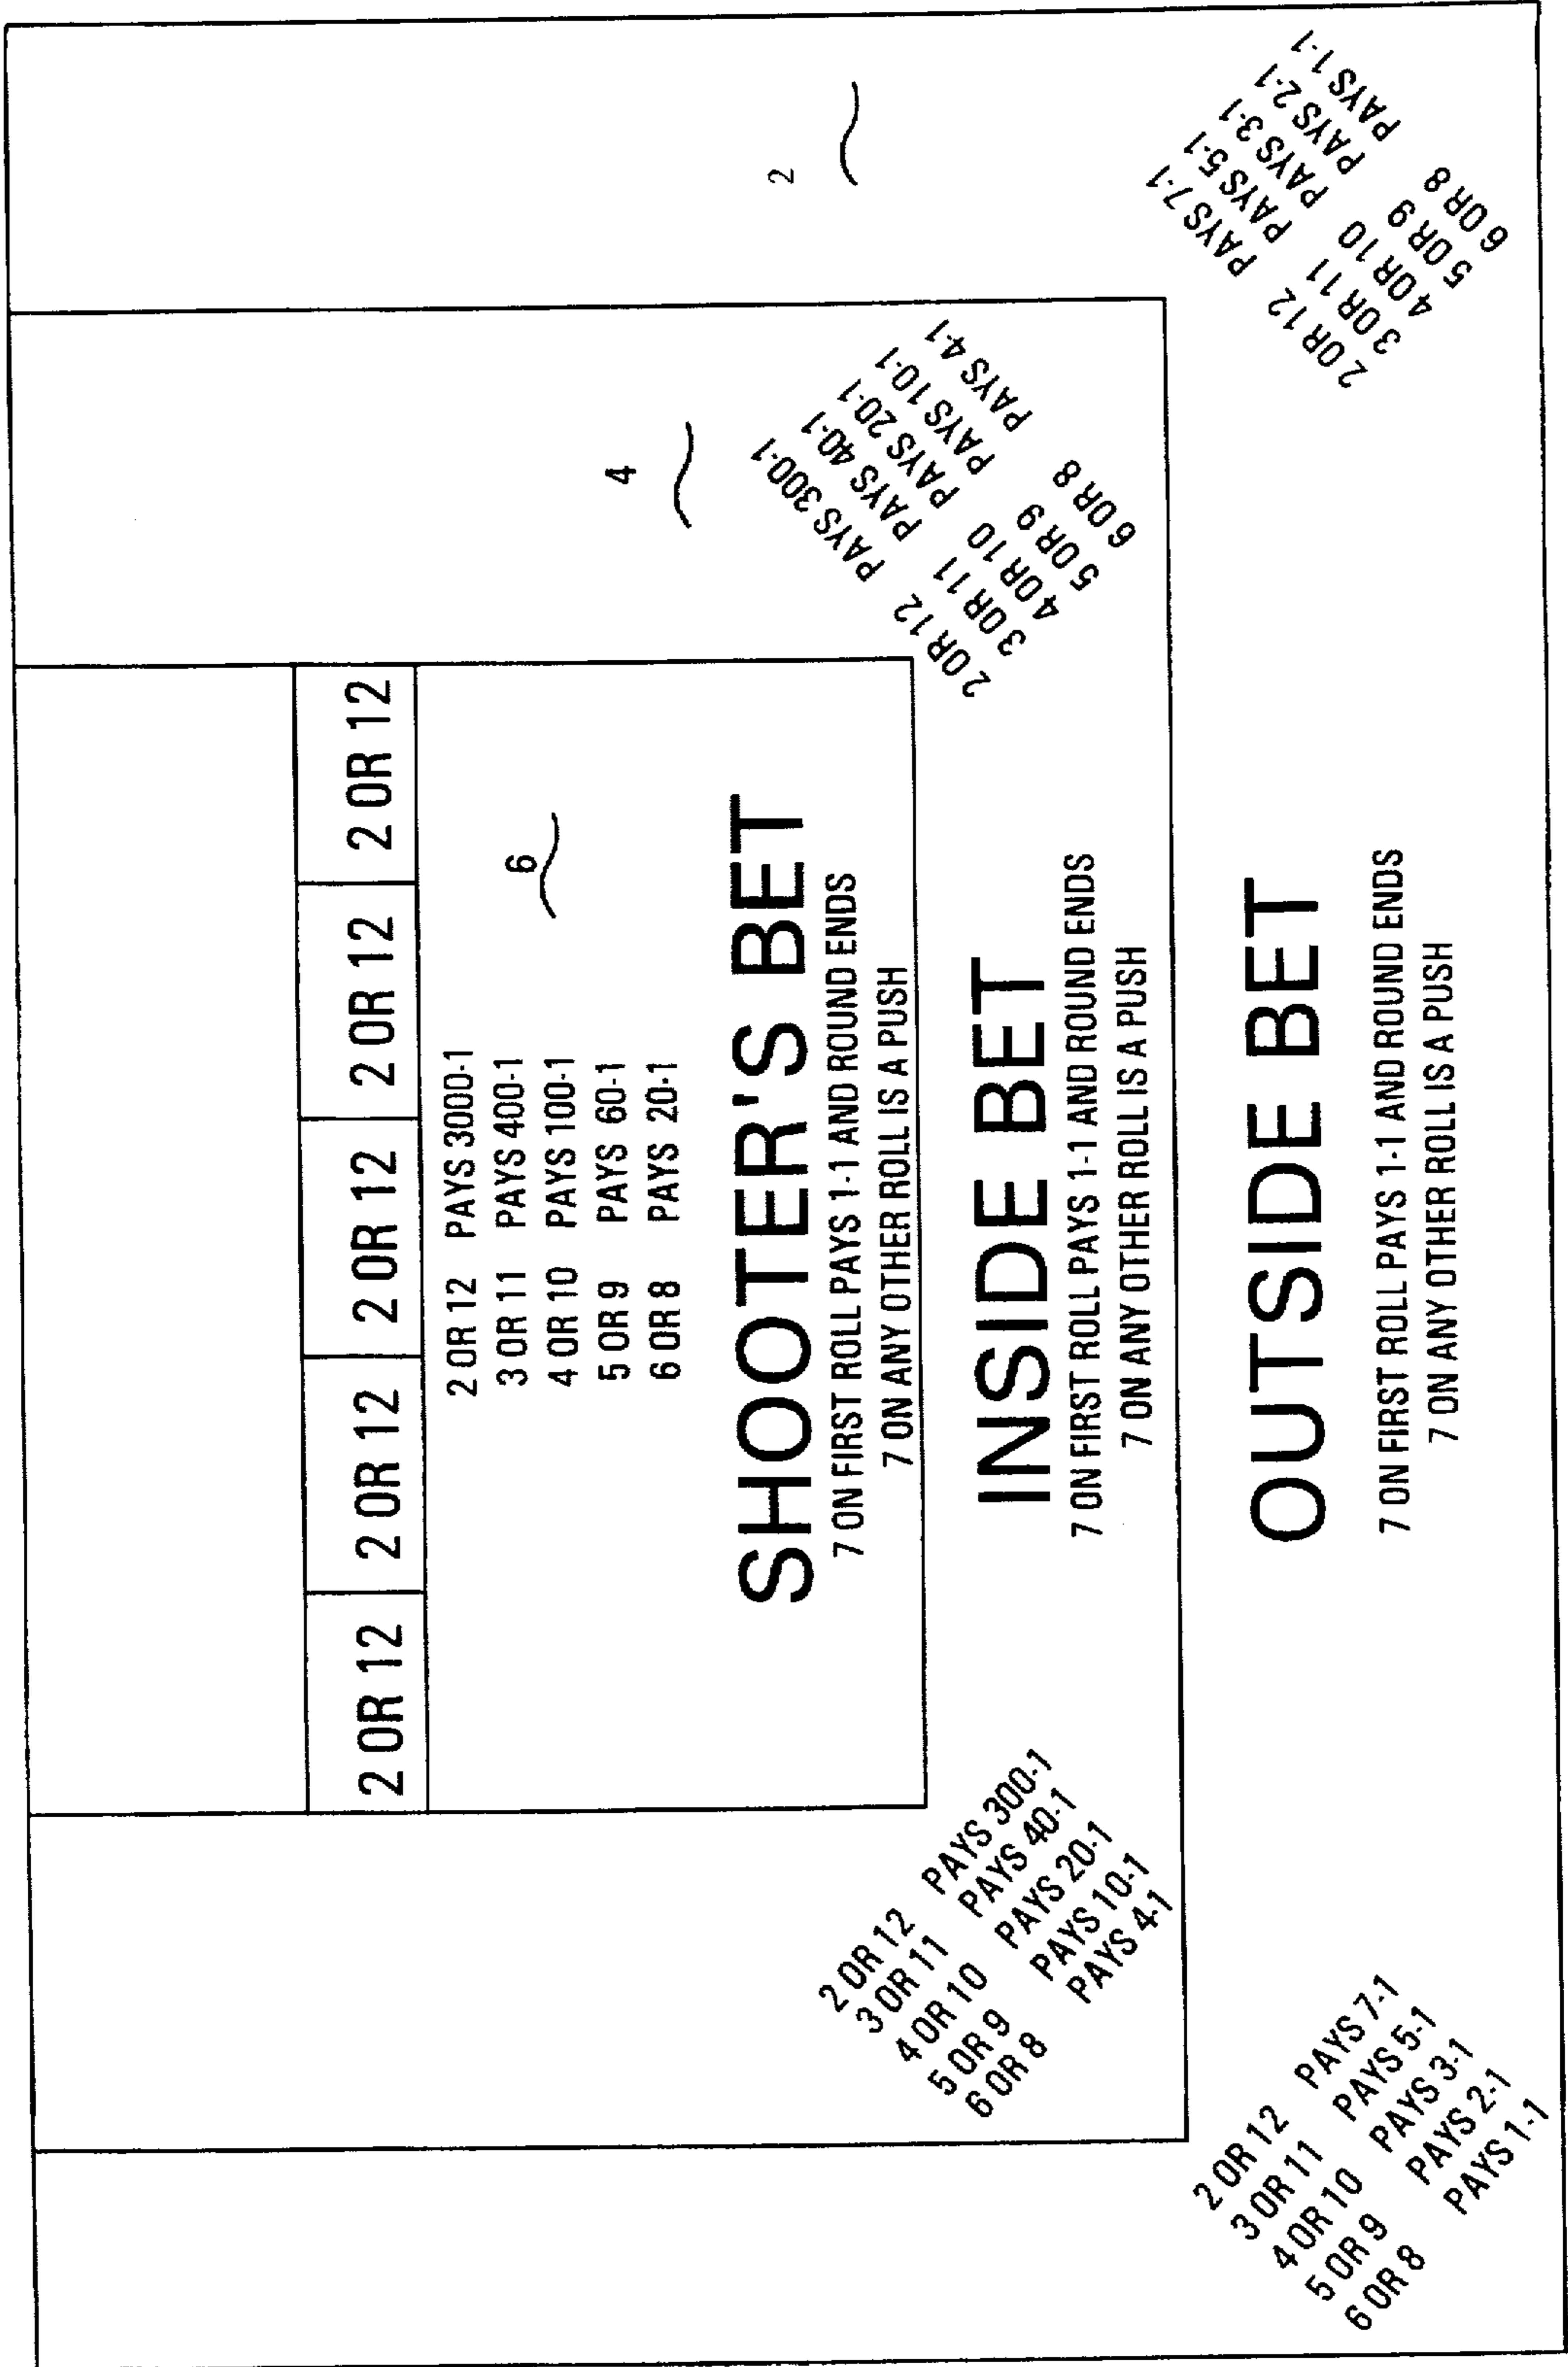 2 OR 12 2 OR 12 2 OR 12 2 OR 12 2 OR 12
2 OR 12 PAYS 3000-1
3 OR 11 PAYS 400-1
4 OR 10 PAYS 100-1
5 OR 9 PAYS 60-1
6 OR 8 PAYS 20-1
6
SHOOTER'S BET
7 ON FIRST ROLL PAYS 1-1 AND ROUND ENDS
7 ON ANY OTHER ROLL IS A PUSH
4
2 OR 12 PAYS 300-1
3 OR 11 PAYS 40-1
4 OR 10 PAYS 20-1
5 OR 9 PAYS 10-1
6 OR 8 PAYS 4-1
INSIDE BET
7 ON FIRST ROLL PAYS 1-1 AND ROUND ENDS
7 ON ANY OTHER ROLL IS A PUSH
2 OR 12 PAYS 300-1
3 OR 11 PAYS 40-1
4 OR 10 PAYS 20-1
5 OR 9 PAYS 10-1
6 OR 8 PAYS 4-1
2
2 OR 12 PAYS 7-1
3 OR 11 PAYS 5-1
4 OR 10 PAYS 3-1
5 OR 9 PAYS 2-1
6 OR 8 PAYS 1-1
OUTSIDE BET
7 ON FIRST ROLL PAYS 1-1 AND ROUND ENDS
7 ON ANY OTHER ROLL IS A PUSH
2 OR 12 PAYS 7-1
3 OR 11 PAYS 5-1
4 OR 10 PAYS 3-1
5 OR 9 PAYS 2-1
6 OR 8 PAYS 1-1